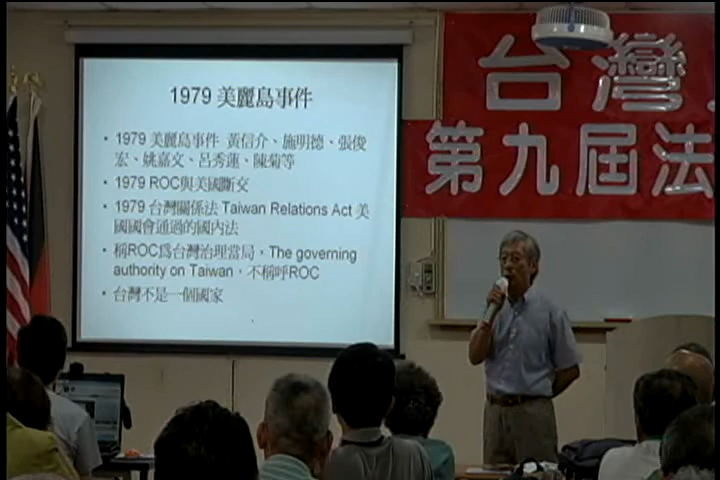 1979 美麗島事件
• 1979 美麗島事件 黃信介、施明德、張俊
宏、姚嘉文、呂秀蓮、陳菊等
• 1979 ROC與美國斷交
• 1979 台灣關係法 Taiwan Relations Act 美
國國會通過的國內法
• 稱ROC為台灣治理當局，The governing
authority on Taiwan，不稱呼ROC
• 台灣不是一個國家
台灣
第九屆法